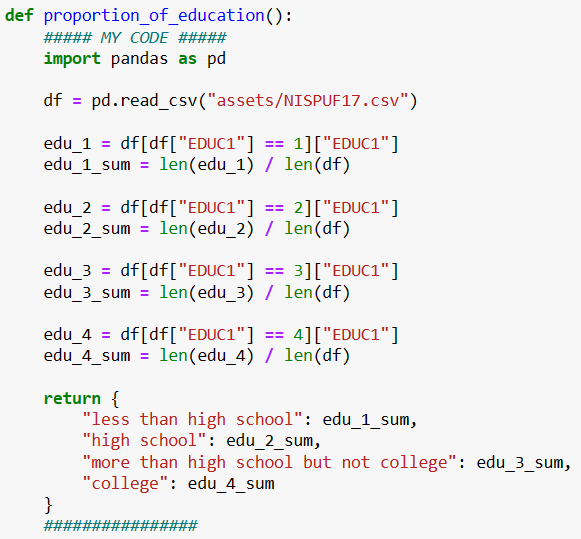 def proportion_of_education():
    ##### MY CODE #####
    import pandas as pd

    df = pd.read_csv("assets/NISPUF17.csv")

    edu_1 = df[df["EDUC1"] == 1]["EDUC1"]
    edu_1_sum = len(edu_1) / len(df)

    edu_2 = df[df["EDUC1"] == 2]["EDUC1"]
    edu_2_sum = len(edu_2) / len(df)

    edu_3 = df[df["EDUC1"] == 3]["EDUC1"]
    edu_3_sum = len(edu_3) / len(df)

    edu_4 = df[df["EDUC1"] == 4]["EDUC1"]
    edu_4_sum = len(edu_4) / len(df)

    return {
        "less than high school": edu_1_sum,
        "high school": edu_2_sum,
        "more than high school but not college": edu_3_sum,
        "college": edu_4_sum
    }
    ################